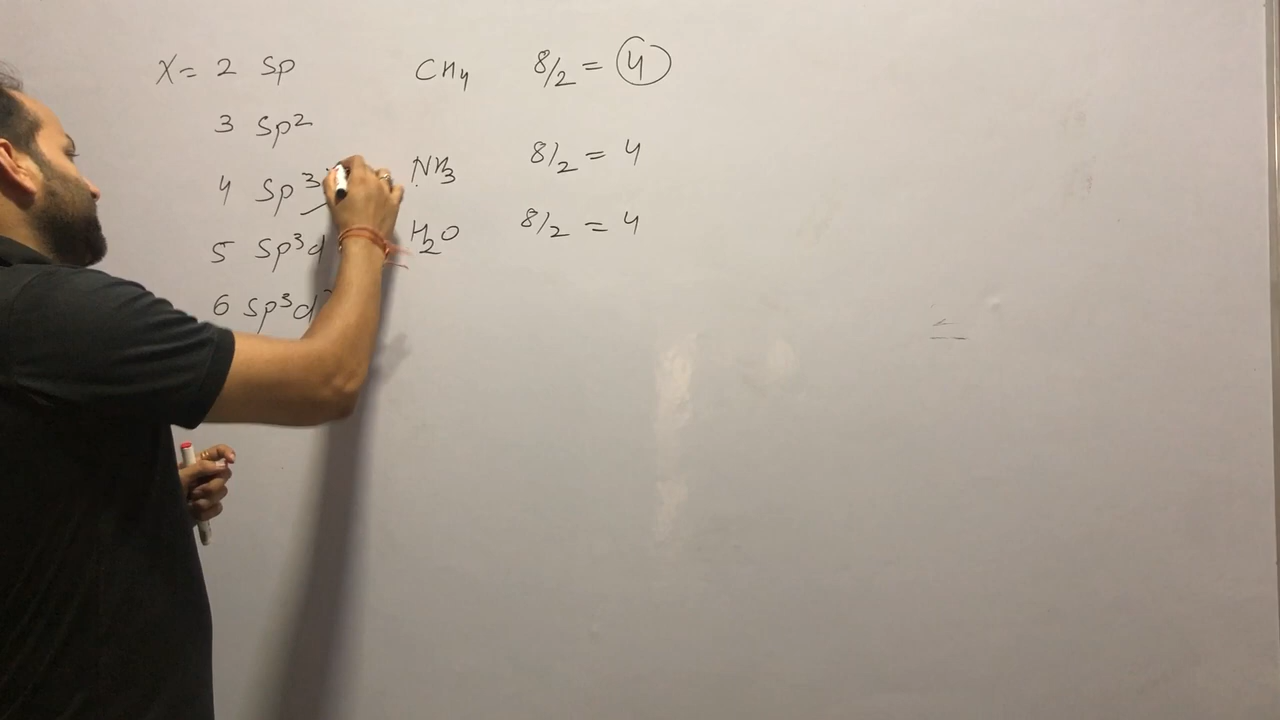 X = 2 sp
3 sp2
4 sp3
5 sp3d
6 sp3d
CH4 8/2 = 4
NH3 8/2 = 4
H2O 8/2 = 4